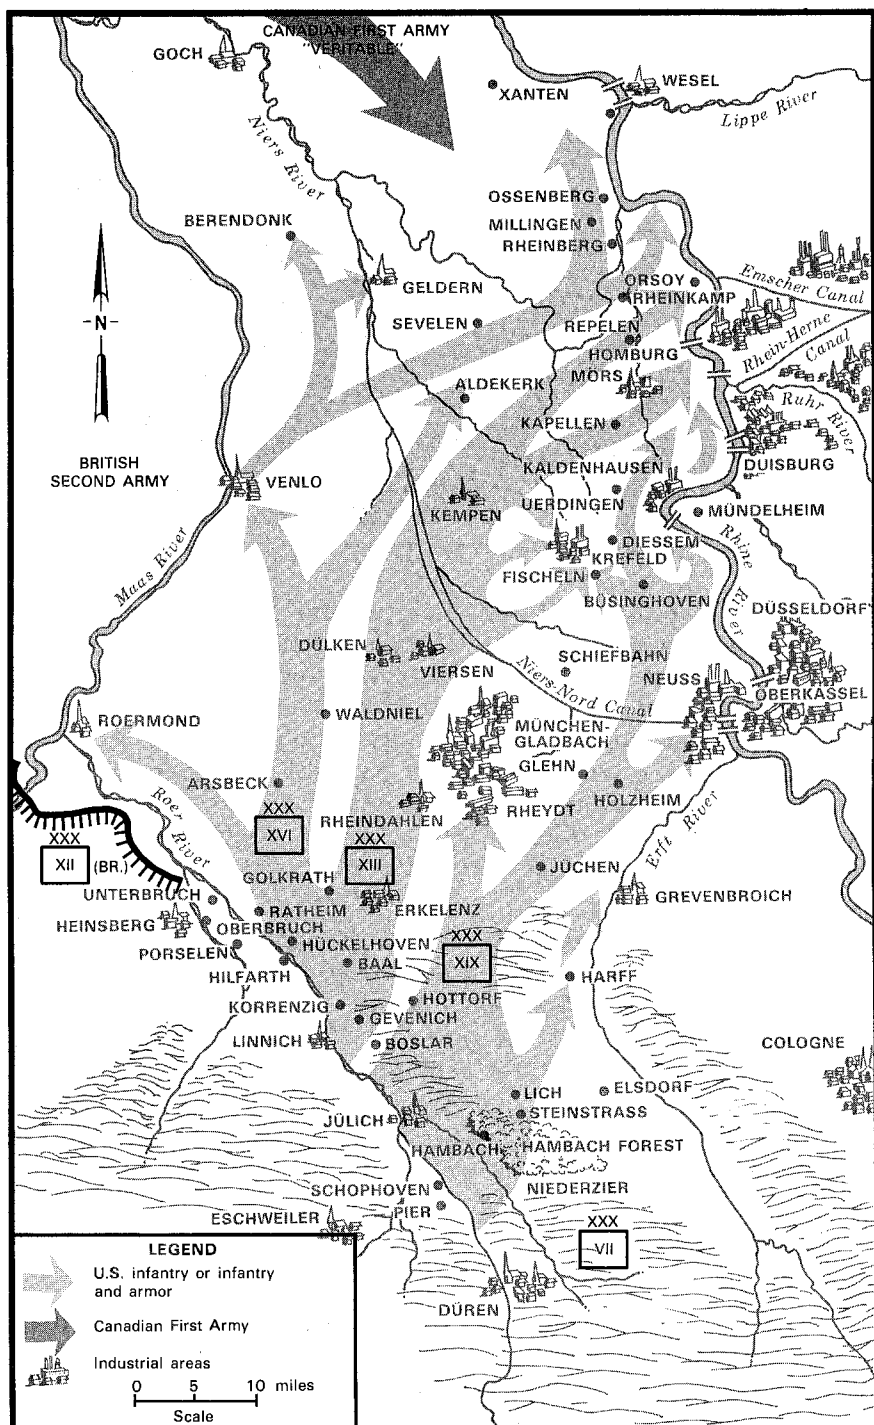 CANADIAN FIRST ARMY
"VERITABLE"
GOCH
XANTEN
WESEL
Lippe River
Niers River
OSSENBERG
BERENDONK
MILLINGEN
RHEINBERG
GELDERN
ORSOY
RHEINKAMP
Emscher Canal
-N-
SEVELEN
REPELEN
Rhein-Herne
Canal
HOMBURG
MÖRS
ALDEKERK
Ruhr River
KAPELLEN
BRITISH
SECOND ARMY
VENLO
KALDENHAUSEN
DUISBURG
KEMPEN
UERDINGEN
MÜNDELHEIM
Maas River
DIESSEM
KREFELD
Rhine
River
FISCHELN
BÜSINGHOVEN
DÜSSELDORF
DÜLKEN
VIERSEN
SCHIEFBAHN
NEUSS
OBERKASSEL
Niers-Nord Canal
ROERMOND
WALDNIEL
MÜNCHEN-
GLADBACH
GLEHN
ARSBECK
HOLZHEIM
Roer River
RHEINDAHLEN
RHEYDT
Erft River
XXX
XVI
XXX
XIII
XXX
XII
(BR.)
JÜCHEN
GOLKRATH
UNTERBRUCH
RATHEIM
ERKELENZ
GREVENBROICH
HEINSBERG
OBERBRUCH
XXX
XIX
PORSELEN
HÜCKELHOVEN
HILFARTH
BAAL
HARFF
KORRENZIG
HOTTORF
GEVENICH
LINNICH
BOSLAR
COLOGNE
LICH
ELSDORF
STEINSTRASS
JÜLICH
HAMBACH
HAMBACH FOREST
NIEDERZIER
SCHOPHOVEN
PIER
ESCHWEILER
XXX
VII
DÜREN
LEGEND
U.S. infantry or infantry
and armor
Canadian First Army
Industrial areas
0 5 10 miles
Scale